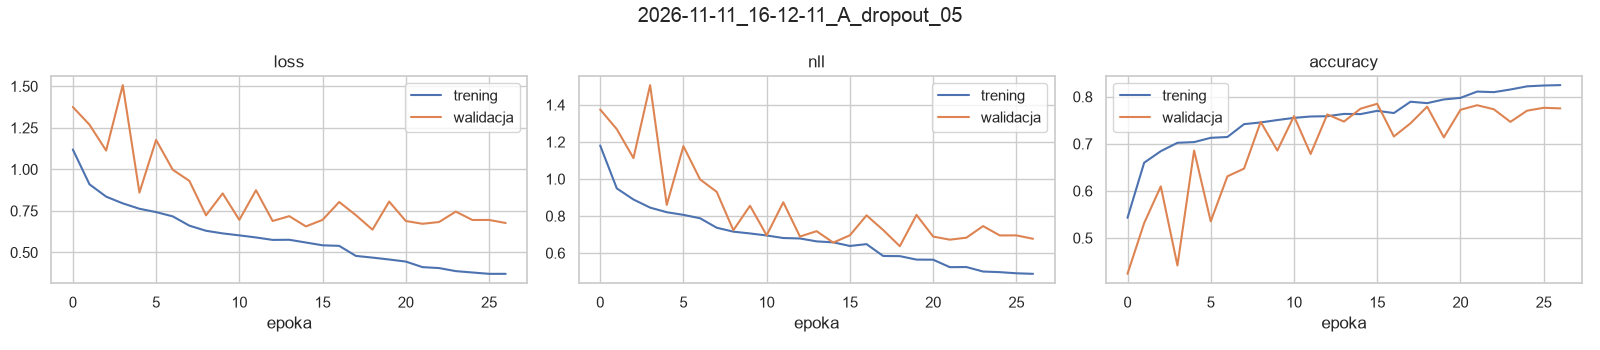 2026-11-11_16-12-11_A_dropout_05
loss
1.50
1.25
1.00
0.75
0.50
0 5 10 15 20 25
epoka
trening
walidacja
nll
1.4
1.2
1.0
0.8
0.6
0 5 10 15 20 25
epoka
trening
walidacja
accuracy
0.8
0.7
0.6
0.5
0 5 10 15 20 25
epoka
trening
walidacja